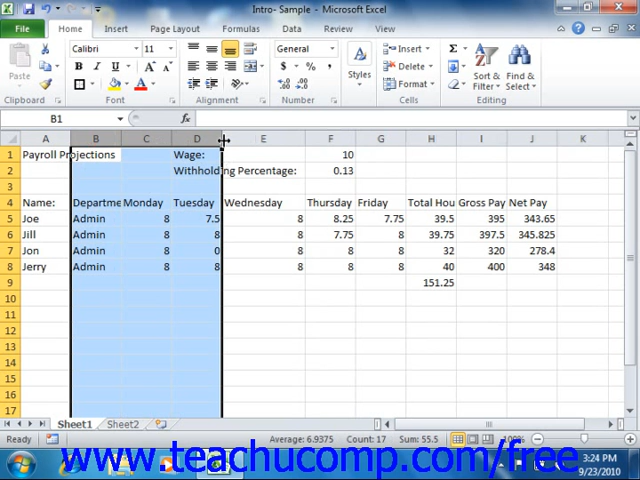 Intro- Sample - Microsoft Excel
File Home Insert Page Layout Formulas Data Review View
Paste
Clipboard
Calibri 11
B I U
Font
Alignment
General
$ % ,
Number
Styles
Insert
Delete
Format
Cells
Sort & Filter
Find & Select
Editing
B1 fx
A B C D E F G H I J K
1 Payroll Projections Wage: 10
2 Withholding Percentage: 0.13
3
4 Name: Departme Monday Tuesday Wednesday Thursday Friday Total Hou Gross Pay Net Pay
5 Joe Admin 8 7.5 8 8.25 7.75 39.5 395 343.65
6 Jill Admin 8 8 8 7.75 8 39.75 397.5 345.825
7 Jon Admin 8 0 8 8 8 32 320 278.4
8 Jerry Admin 8 8 8 8 8 40 400 348
9 151.25
10
11
12
13
14
15
16
17
Sheet1 Sheet2
Ready Average: 6.9375 Count: 17 Sum: 55.5 100%
www.teachucomp.com/free
3:24 PM
9/23/2010